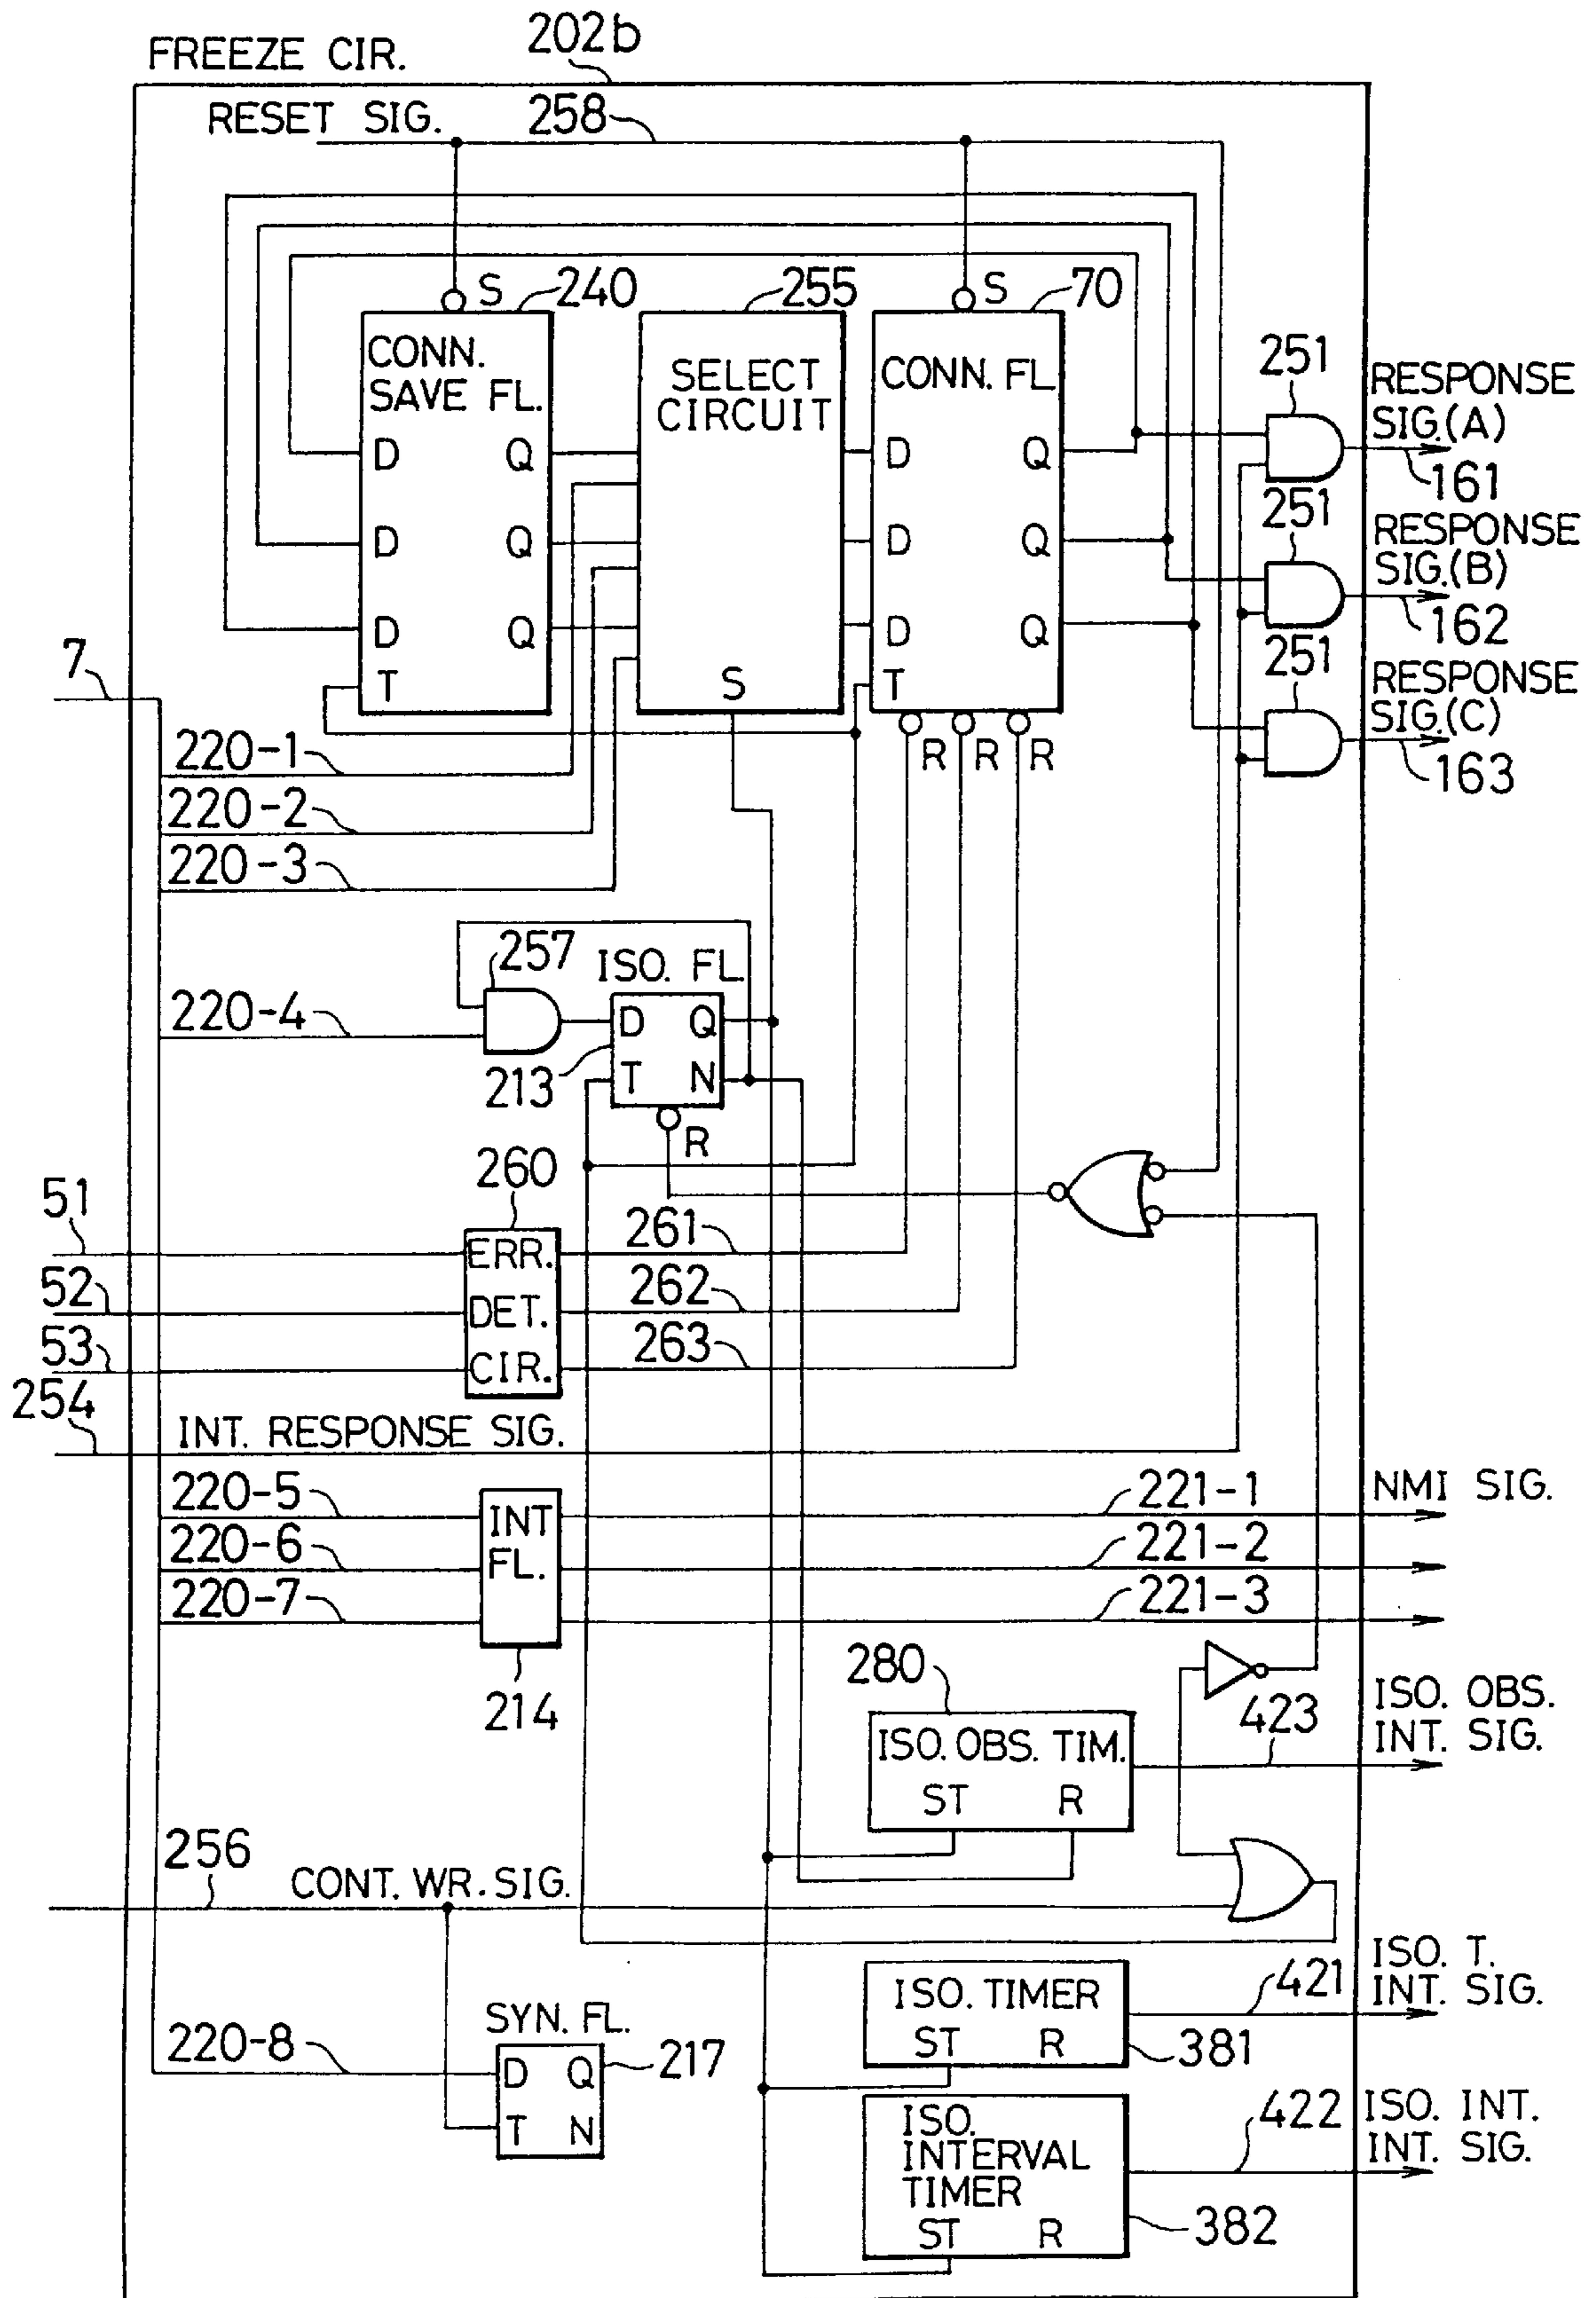 202b
FREEZE CIR.
RESET SIG.
258
S
240
255
S
70
CONN.
SAVE FL.
SELECT
CIRCUIT
CONN. FL
251
RESPONSE
SIG.(A)
D
Q
D
Q
161
251
RESPONSE
SIG.(B)
D
Q
D
Q
162
D
Q
D
Q
251
RESPONSE
SIG.(C)
7
T
S
T
R
R
R
163
220-1
220-2
220-3
257
ISO. FL.
220-4
D
Q
213
T
N
R
260
51
ERR.
261
52
DET.
262
53
CIR.
263
254
INT. RESPONSE SIG.
220-5
INT
221-1
NMI SIG.
220-6
FL.
221-2
220-7
221-3
214
280
ISO. OBS. TIM.
423
ISO. OBS.
INT. SIG.
ST
R
256
CONT. WR. SIG.
ISO. TIMER
421
ISO. T.
INT. SIG.
ST
R
381
SYN. FL.
220-8
D
Q
217
T
N
ISO.
INTERVAL
TIMER
422
ISO. INT.
INT. SIG.
ST
R
382